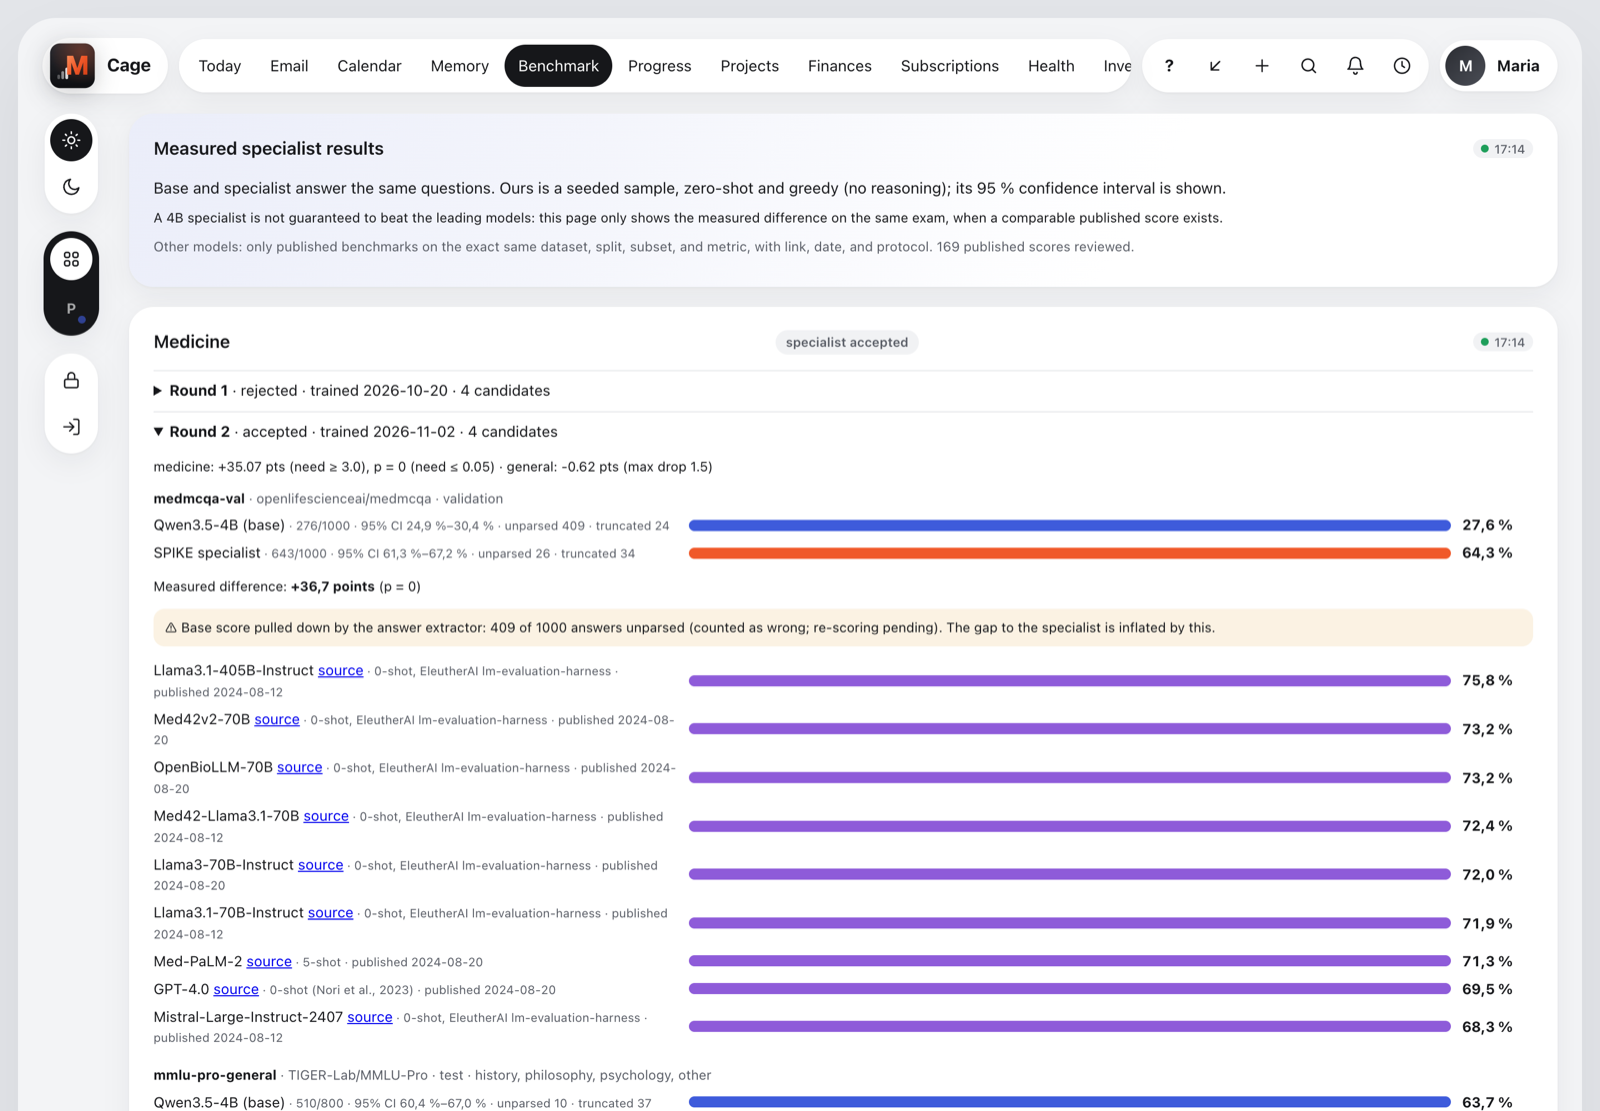 M Cage
Today Email Calendar Memory Benchmark Progress Projects Finances Subscriptions Health Inve
?
M Maria
P
Measured specialist results 17:14
Base and specialist answer the same questions. Ours is a seeded sample, zero-shot and greedy (no reasoning); its 95 % confidence interval is shown.
A 4B specialist is not guaranteed to beat the leading models: this page only shows the measured difference on the same exam, when a comparable published score exists.
Other models: only published benchmarks on the exact same dataset, split, subset, and metric, with link, date, and protocol. 169 published scores reviewed.
Medicine specialist accepted 17:14
Round 1 · rejected · trained 2026-10-20 · 4 candidates
Round 2 · accepted · trained 2026-11-02 · 4 candidates
medicine: +35.07 pts (need ≥ 3.0), p = 0 (need ≤ 0.05) · general: -0.62 pts (max drop 1.5)
medmcqa-val · openlifescienceai/medmcqa · validation
Qwen3.5-4B (base) · 276/1000 · 95% CI 24,9 %–30,4 % · unparsed 409 · truncated 24 27,6 %
SPIKE specialist · 643/1000 · 95% CI 61,3 %–67,2 % · unparsed 26 · truncated 34 64,3 %
Measured difference: +36,7 points (p = 0)
⚠ Base score pulled down by the answer extractor: 409 of 1000 answers unparsed (counted as wrong; re-scoring pending). The gap to the specialist is inflated by this.
Llama3.1-405B-Instruct source · 0-shot, EleutherAI lm-evaluation-harness ·
published 2024-08-12 75,8 %
Med42v2-70B source · 0-shot, EleutherAI lm-evaluation-harness · published 2024-08-
20 73,2 %
OpenBioLLM-70B source · 0-shot, EleutherAI lm-evaluation-harness · published 2024-
08-20 73,2 %
Med42-Llama3.1-70B source · 0-shot, EleutherAI lm-evaluation-harness · published
2024-08-12 72,4 %
Llama3-70B-Instruct source · 0-shot, EleutherAI lm-evaluation-harness · published
2024-08-20 72,0 %
Llama3.1-70B-Instruct source · 0-shot, EleutherAI lm-evaluation-harness · published
2024-08-12 71,9 %
Med-PaLM-2 source · 5-shot · published 2024-08-20 71,3 %
GPT-4.0 source · 0-shot (Nori et al., 2023) · published 2024-08-20 69,5 %
Mistral-Large-Instruct-2407 source · 0-shot, EleutherAI lm-evaluation-harness ·
published 2024-08-12 68,3 %
mmlu-pro-general · TIGER-Lab/MMLU-Pro · test · history, philosophy, psychology, other
Qwen3.5-4B (base) · 510/800 · 95% CI 60,4 %–67,0 % · unparsed 10 · truncated 37 63,7 %